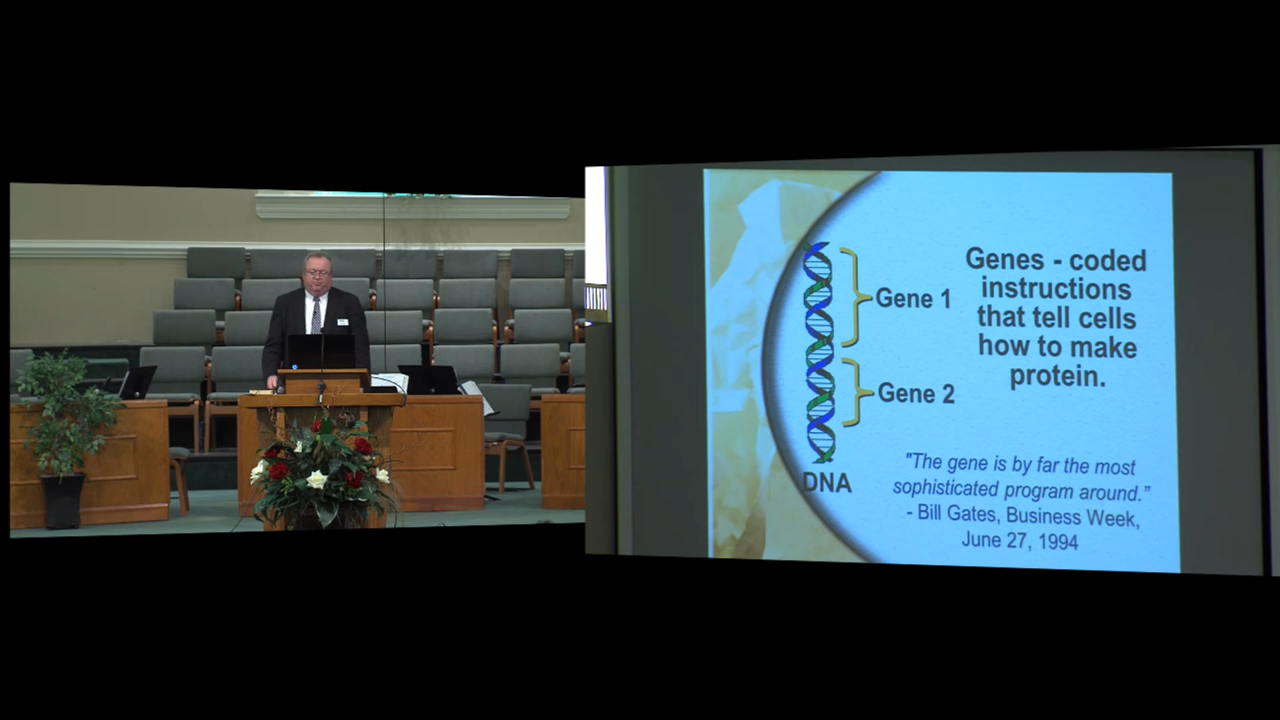 Genes - coded
instructions
that tell cells
how to make
protein.
Gene 1
Gene 2
DNA
"The gene is by far the most
sophisticated program around.”
- Bill Gates, Business Week,
June 27, 1994